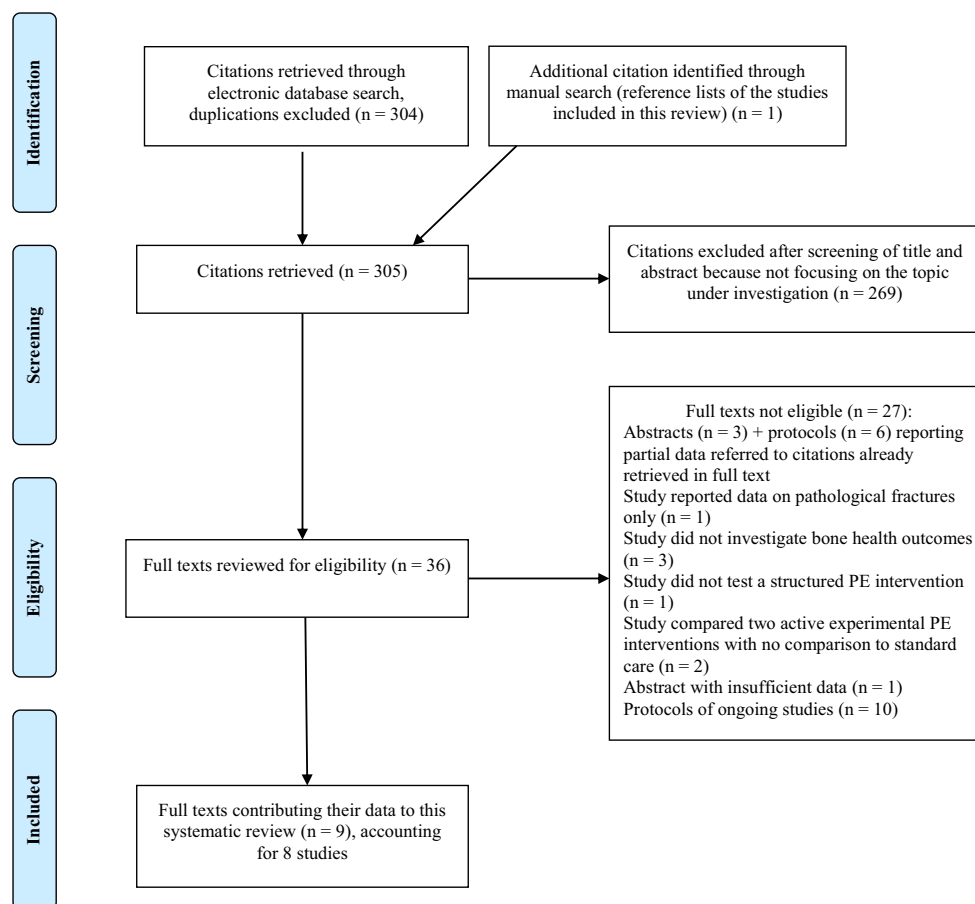 Identification
Citations retrieved through
electronic database search,
duplications excluded (n = 304)
Additional citation identified through
manual search (reference lists of the studies
included in this review) (n = 1)
Screening
Citations retrieved (n = 305)
Citations excluded after screening of title and
abstract because not focusing on the topic
under investigation (n = 269)
Eligibility
Full texts reviewed for eligibility (n = 36)
Full texts not eligible (n = 27):
Abstracts (n = 3) + protocols (n = 6) reporting
partial data referred to citations already
retrieved in full text
Study reported data on pathological fractures
only (n = 1)
Study did not investigate bone health outcomes
(n = 3)
Study did not test a structured PE intervention
(n = 1)
Study compared two active experimental PE
interventions with no comparison to standard
care (n = 2)
Abstract with insufficient data (n = 1)
Protocols of ongoing studies (n = 10)
Included
Full texts contributing their data to this
systematic review (n = 9), accounting
for 8 studies